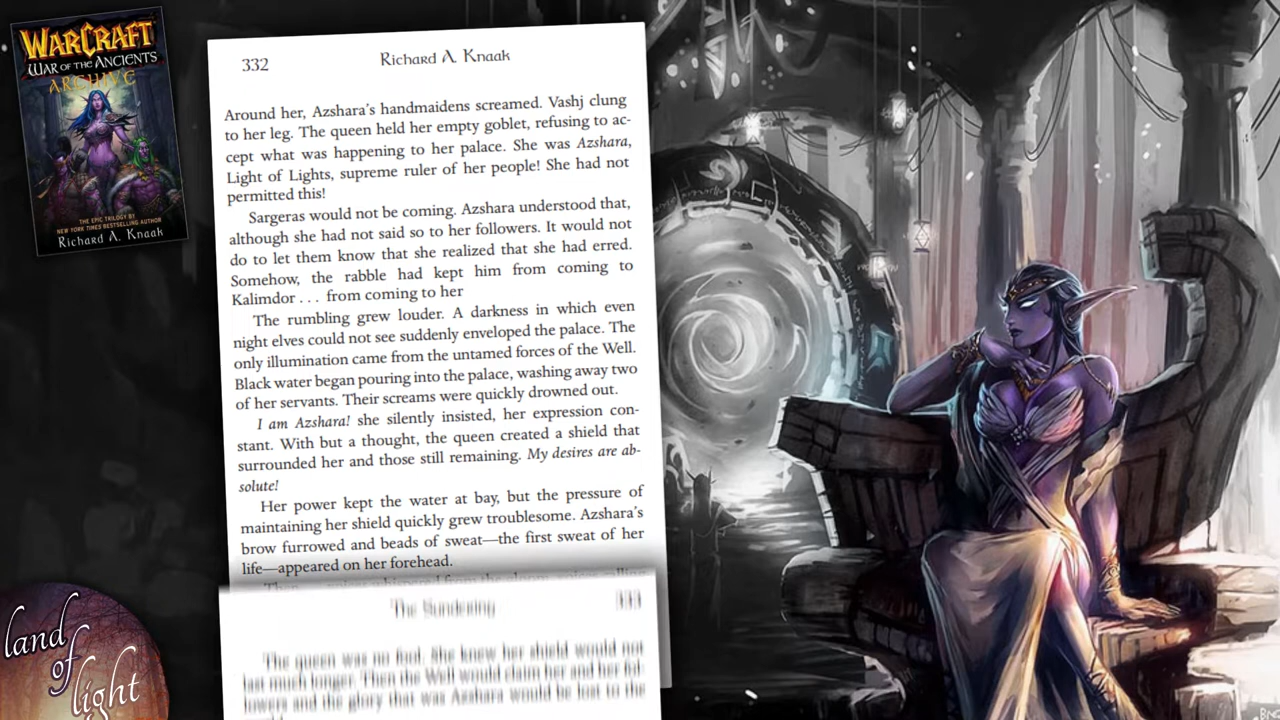 WARCRAFT
WAR OF THE ANCIENTS
ARCHIVE
THE EPIC TRILOGY BY
NEW YORK TIMES BESTSELLING AUTHOR
Richard A. Knaak
332
Richard A. Knaak
Around her, Azshara's handmaidens screamed. Vashj clung
to her leg. The queen held her empty goblet, refusing to ac-
cept what was happening to her palace. She was Azshara,
Light of Lights, supreme ruler of her people! She had not
permitted this!
Sargeras would not be coming. Azshara understood that,
although she had not said so to her followers. It would not
do to let them know that she realized that she had erred.
Somehow, the rabble had kept him from coming to
Kalimdor . . . from coming to her
The rumbling grew louder. A darkness in which even
night elves could not see suddenly enveloped the palace. The
only illumination came from the untamed forces of the Well.
Black water began pouring into the palace, washing away two
of her servants. Their screams were quickly drowned out.
I am Azshara! she silently insisted, her expression con-
stant. With but a thought, the queen created a shield that
surrounded her and those still remaining. My desires are ab-
solute!
Her power kept the water at bay, but the pressure of
maintaining her shield quickly grew troublesome. Azshara's
brow furrowed and beads of sweat—the first sweat of her
life—appeared on her forehead.
The Sundering
333
The queen was no fool. She knew her shield would not
last much longer. Then the Well would claim her and her fol-
lowers and the glory that was Azshara would be lost to the
land
of
light